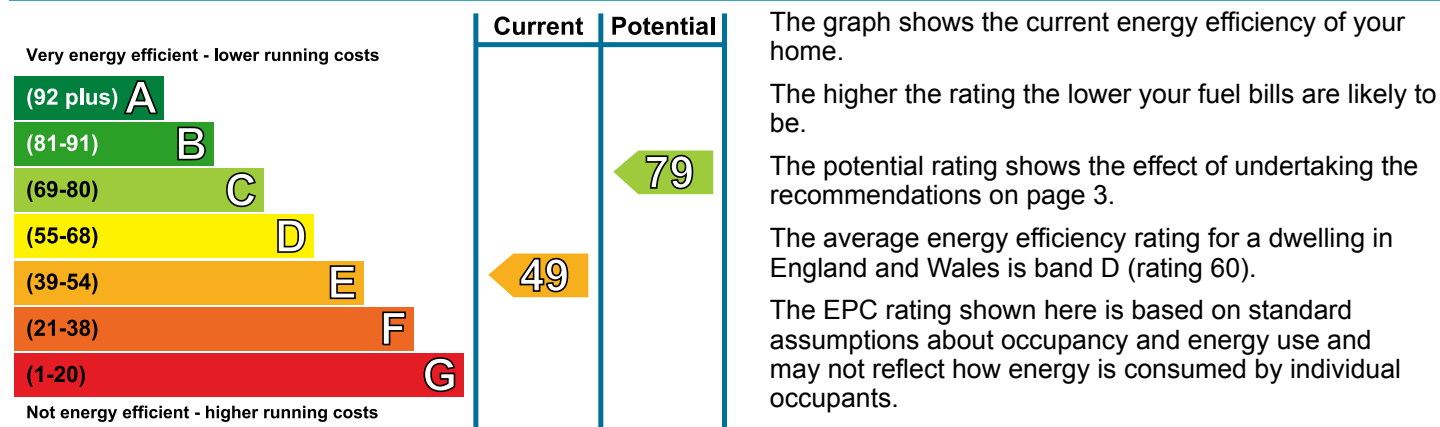 Current Potential
Very energy efficient - lower running costs
(92 plus) A
(81-91) B
(69-80) C
(55-68) D
(39-54) E
(21-38) F
(1-20) G
Not energy efficient - higher running costs
49
79
The graph shows the current energy efficiency of your
home.
The higher the rating the lower your fuel bills are likely to
be.
The potential rating shows the effect of undertaking the
recommendations on page 3.
The average energy efficiency rating for a dwelling in
England and Wales is band D (rating 60).
The EPC rating shown here is based on standard
assumptions about occupancy and energy use and
may not reflect how energy is consumed by individual
occupants.